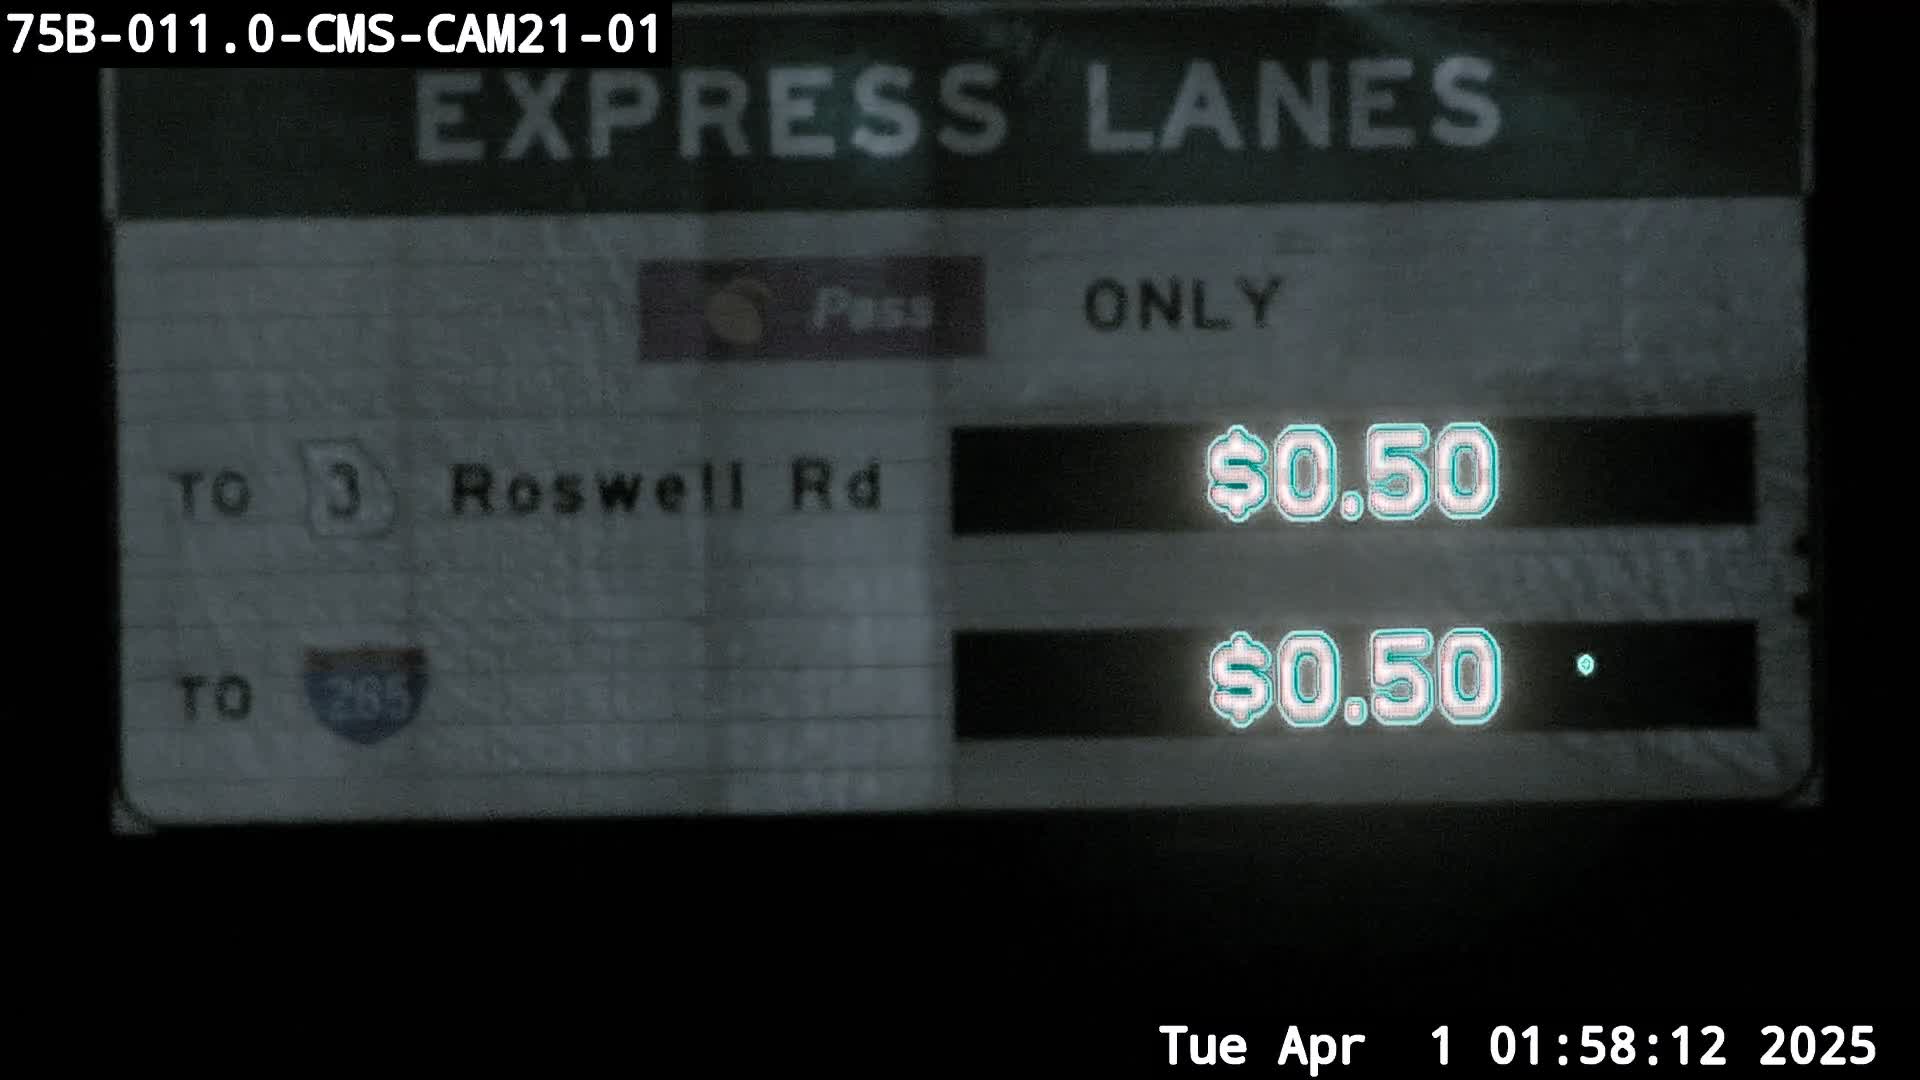 75B-011.0-CMS-CAM21-01
EXPRESS LANES
Pass ONLY
TO 3 Roswell Rd $0.50
TO 285 $0.50
Tue Apr 1 01:58:12 2025